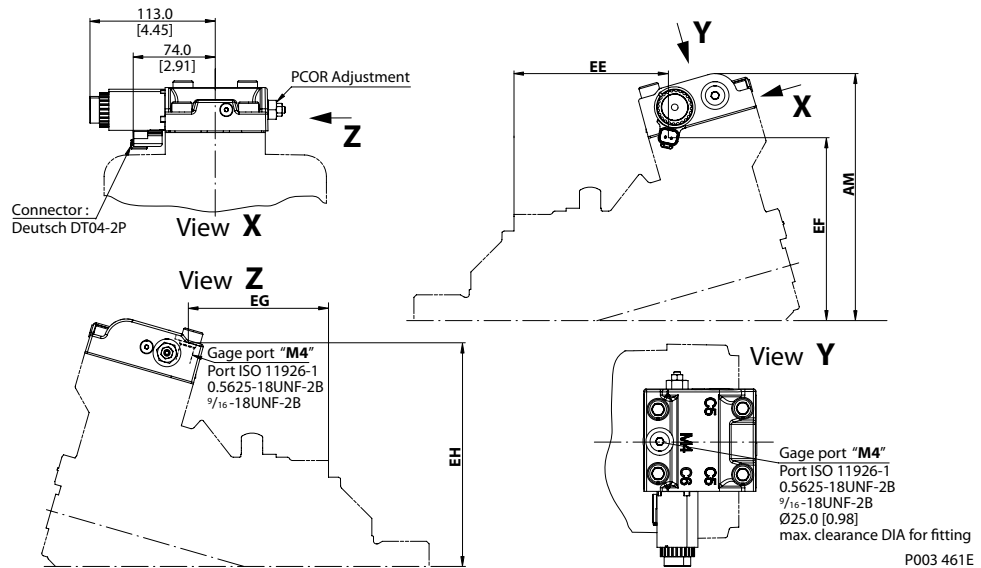 113.0
[4.45]
74.0
[2.91]
PCOR Adjustment
Z
Connector :
Deutsch DT04-2P
View X
Y
EE
X
AM
EF
View Z
EG
Gage port "M4"
Port ISO 11926-1
0.5625-18UNF-2B
9/16 -18UNF-2B
EH
View Y
C5
M4
C6 C5
Gage port "M4"
Port ISO 11926-1
0.5625-18UNF-2B
9/16 -18UNF-2B
Ø25.0 [0.98]
max. clearance DIA for fitting
P003 461E